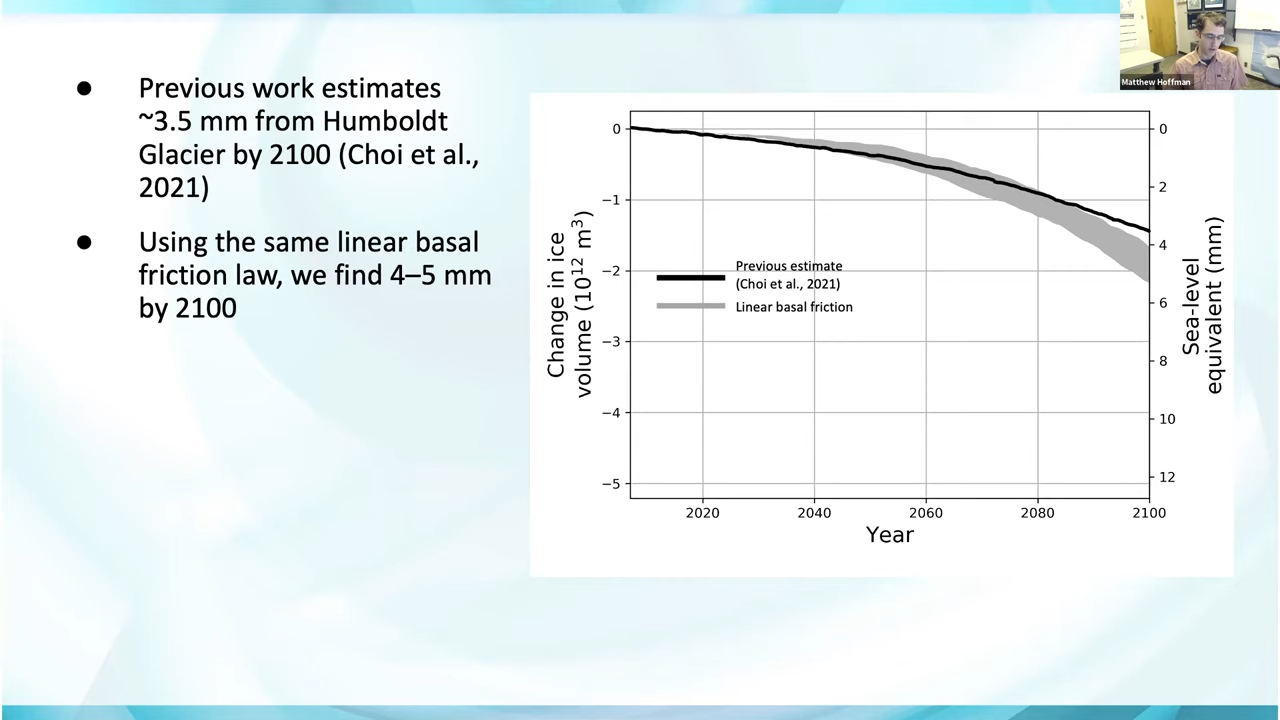 ● Previous work estimates
~3.5 mm from Humboldt
Glacier by 2100 (Choi et al.,
2021)
● Using the same linear basal
friction law, we find 4–5 mm
by 2100
Matthew Hoffman
Change in ice
volume (10¹² m³)
0
−1
−2
−3
−4
−5
Previous estimate
(Choi et al., 2021)
Linear basal friction
0
2
4
6
8
10
12
Sea-level
equivalent (mm)
2020 2040 2060 2080 2100
Year